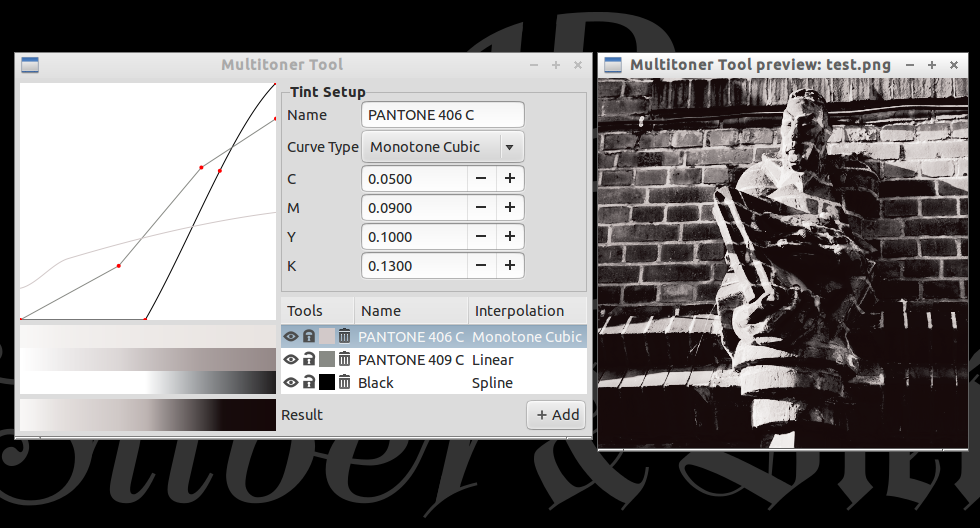 Multitoner Tool
Tint Setup
Name PANTONE 406 C
Curve Type Monotone Cubic
C 0.0500 − +
M 0.0900 − +
Y 0.1000 − +
K 0.1300 − +
Tools Name Interpolation
PANTONE 406 C Monotone Cubic
PANTONE 409 C Linear
Black Spline
Result + Add
Multitoner Tool preview: test.png